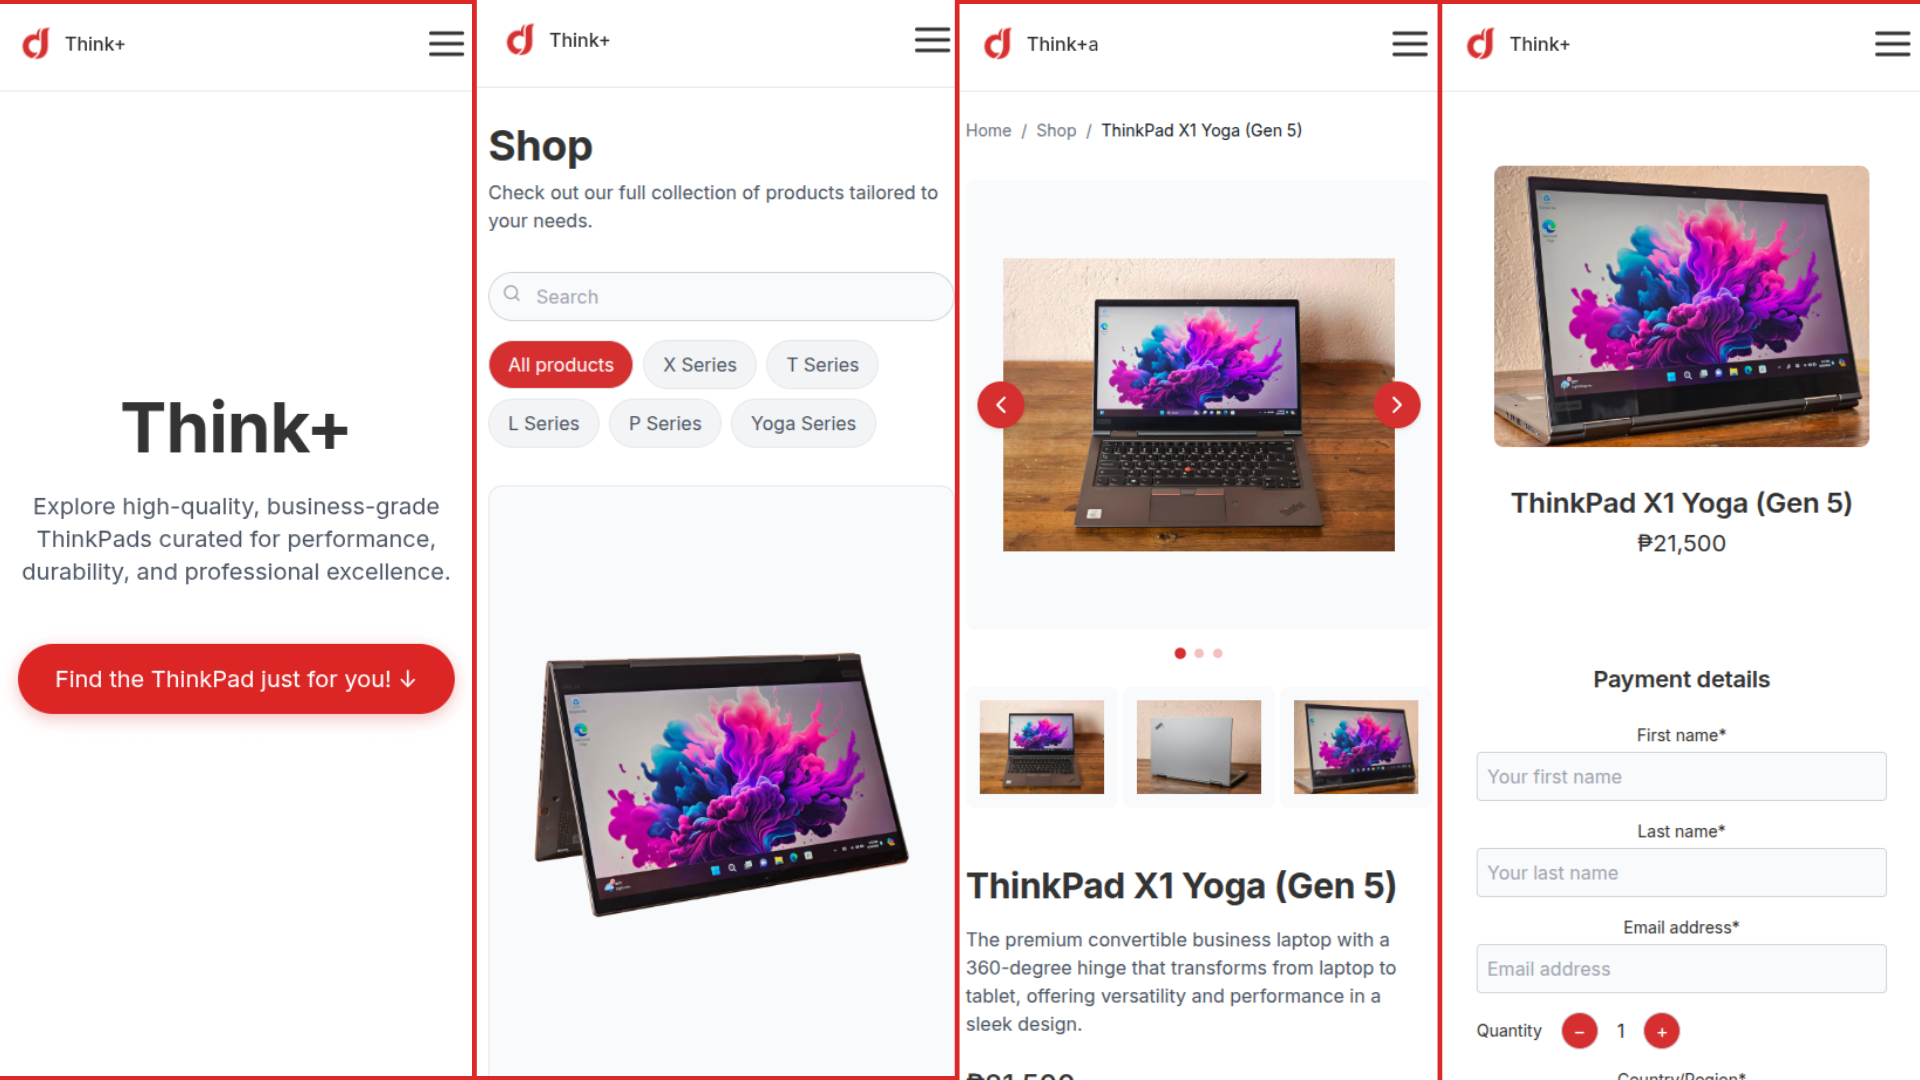 Think+
Think+
Explore high-quality, business-grade
ThinkPads curated for performance,
durability, and professional excellence.
Find the ThinkPad just for you! ↓
Think+
Shop
Check out our full collection of products tailored to
your needs.
Search
All products
X Series
T Series
L Series
P Series
Yoga Series
Think+a
Home / Shop / ThinkPad X1 Yoga (Gen 5)
ThinkPad X1 Yoga (Gen 5)
The premium convertible business laptop with a
360-degree hinge that transforms from laptop to
tablet, offering versatility and performance in a
sleek design.
₱21,500
Think+
ThinkPad X1 Yoga (Gen 5)
₱21,500
Payment details
First name*
Your first name
Last name*
Your last name
Email address*
Email address
Quantity − 1 +
Country/Region*